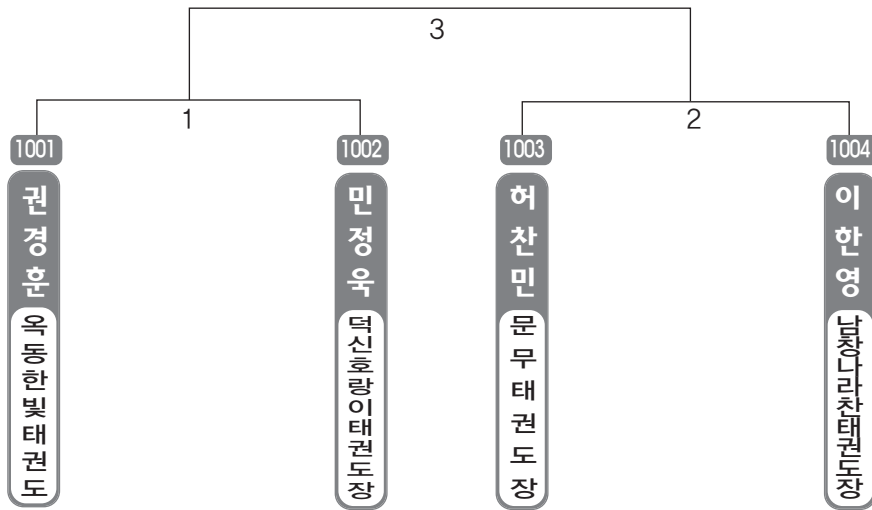 3
1
2
1001
1002
1003
1004
권경훈
옥동한빛태권도
민정욱
덕신호랑이태권도장
허찬민
문무태권도장
이한영
남창나라찬태권도장